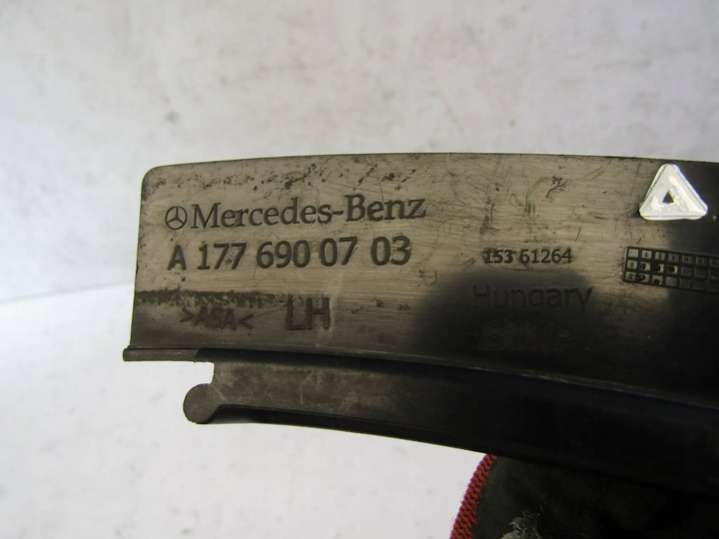 Mercedes-Benz
A 177 690 07 03
153 61264
Hungary
>ASA< LH